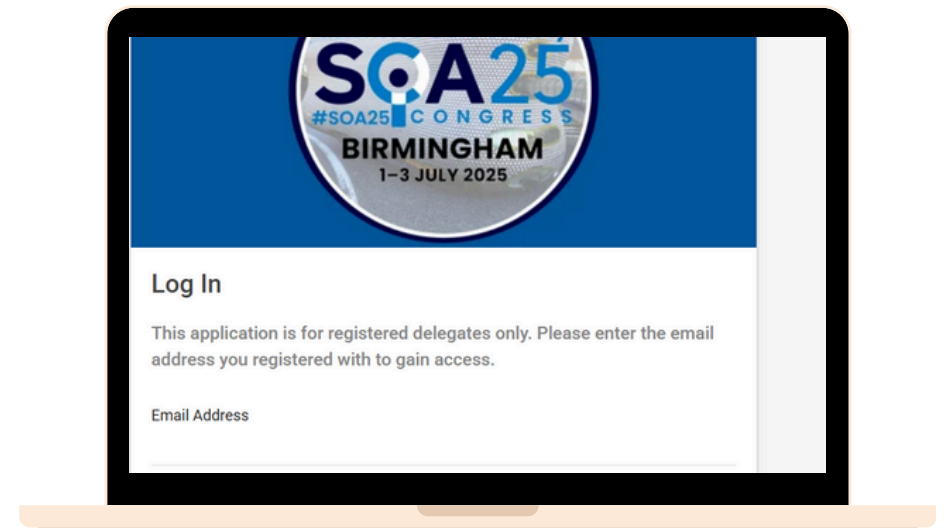 SOA25
#SOA25 CONGRESS
BIRMINGHAM
1–3 JULY 2025
Log In
This application is for registered delegates only. Please enter the email
address you registered with to gain access.
Email Address